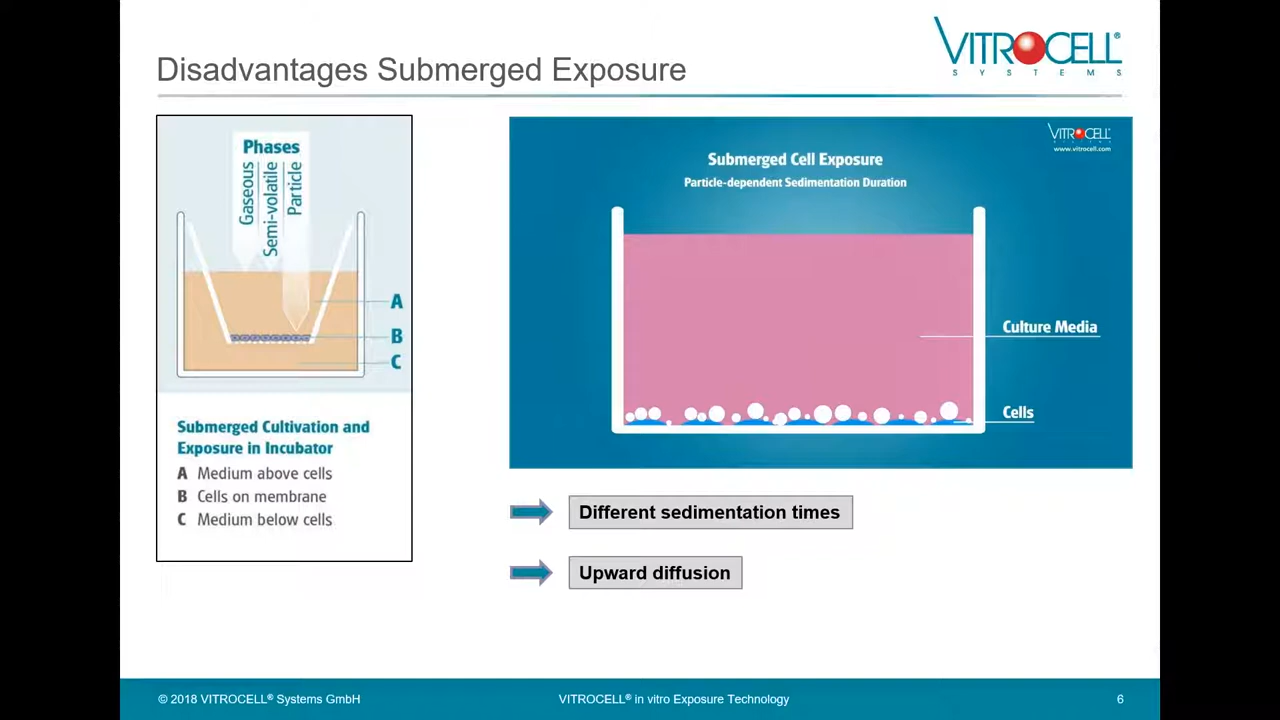 VITROCELL®
SYSTEMS
Disadvantages Submerged Exposure
Phases
Gaseous
Semi-volatile
Particle
A
B
C
Submerged Cultivation and
Exposure in Incubator
A Medium above cells
B Cells on membrane
C Medium below cells
VITROCELL
www.vitrocell.com
Submerged Cell Exposure
Particle-dependent Sedimentation Duration
Culture Media
Cells
Different sedimentation times
Upward diffusion
© 2018 VITROCELL® Systems GmbH
VITROCELL® in vitro Exposure Technology
6